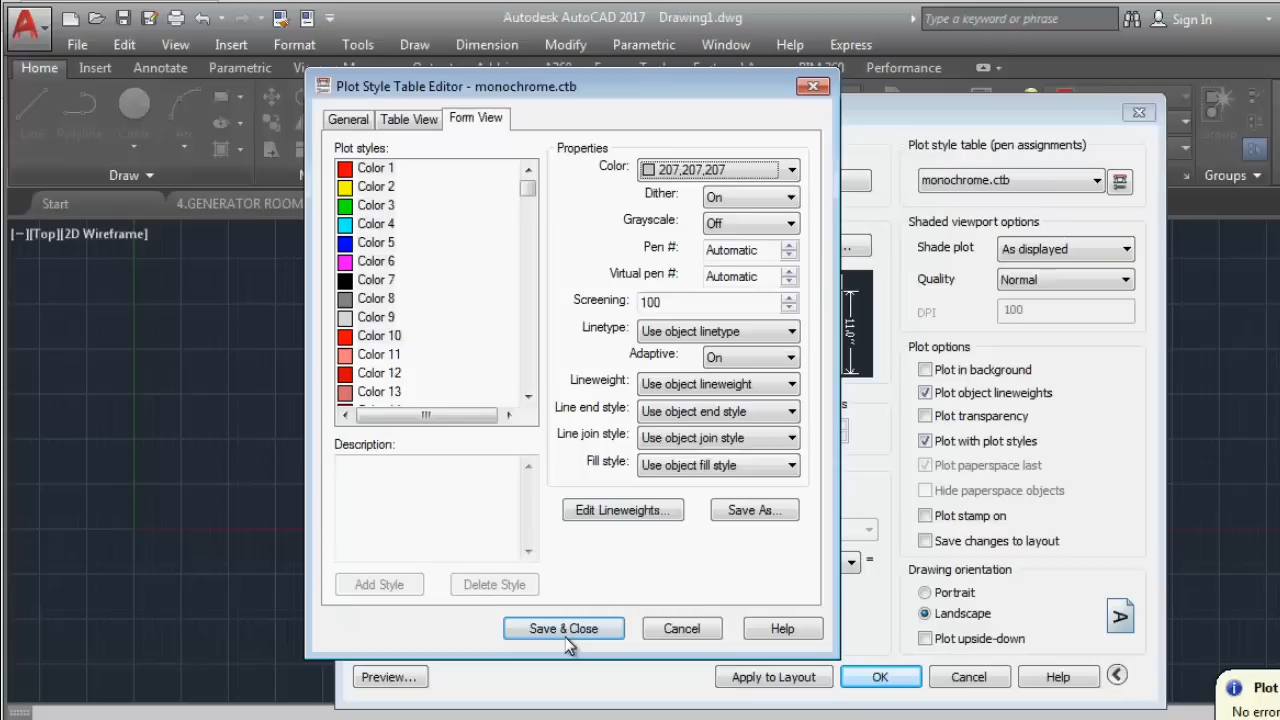 Autodesk AutoCAD 2017 Drawing1.dwg
Type a keyword or phrase
Sign In
File Edit View Insert Format Tools Draw Dimension Modify Parametric Window Help Express
Home Insert Annotate Parametric
Performance
Plot Style Table Editor - monochrome.ctb
General Table View Form View
Plot styles:
Color 1
Color 2
Color 3
Color 4
Color 5
Color 6
Color 7
Color 8
Color 9
Color 10
Color 11
Color 12
Color 13
Description:
Add Style Delete Style
Properties
Color: 207,207,207
Dither: On
Grayscale: Off
Pen #: Automatic
Virtual pen #: Automatic
Screening: 100
Linetype: Use object linetype
Adaptive: On
Lineweight: Use object lineweight
Line end style: Use object end style
Line join style: Use object join style
Fill style: Use object fill style
Edit Lineweights... Save As...
Save & Close Cancel Help
Draw
Groups
Group
Line Polyline Circle Arc
Start 4.GENERATOR ROOM
[−][Top][2D Wireframe]
11.0''
=
Plot style table (pen assignments)
monochrome.ctb
Shaded viewport options
Shade plot As displayed
Quality Normal
DPI 100
Plot options
Plot in background
Plot object lineweights
Plot transparency
Plot with plot styles
Plot paperspace last
Hide paperspace objects
Plot stamp on
Save changes to layout
Drawing orientation
Portrait
Landscape
Plot upside-down
A
Preview... Apply to Layout OK Cancel Help
Plot
No error